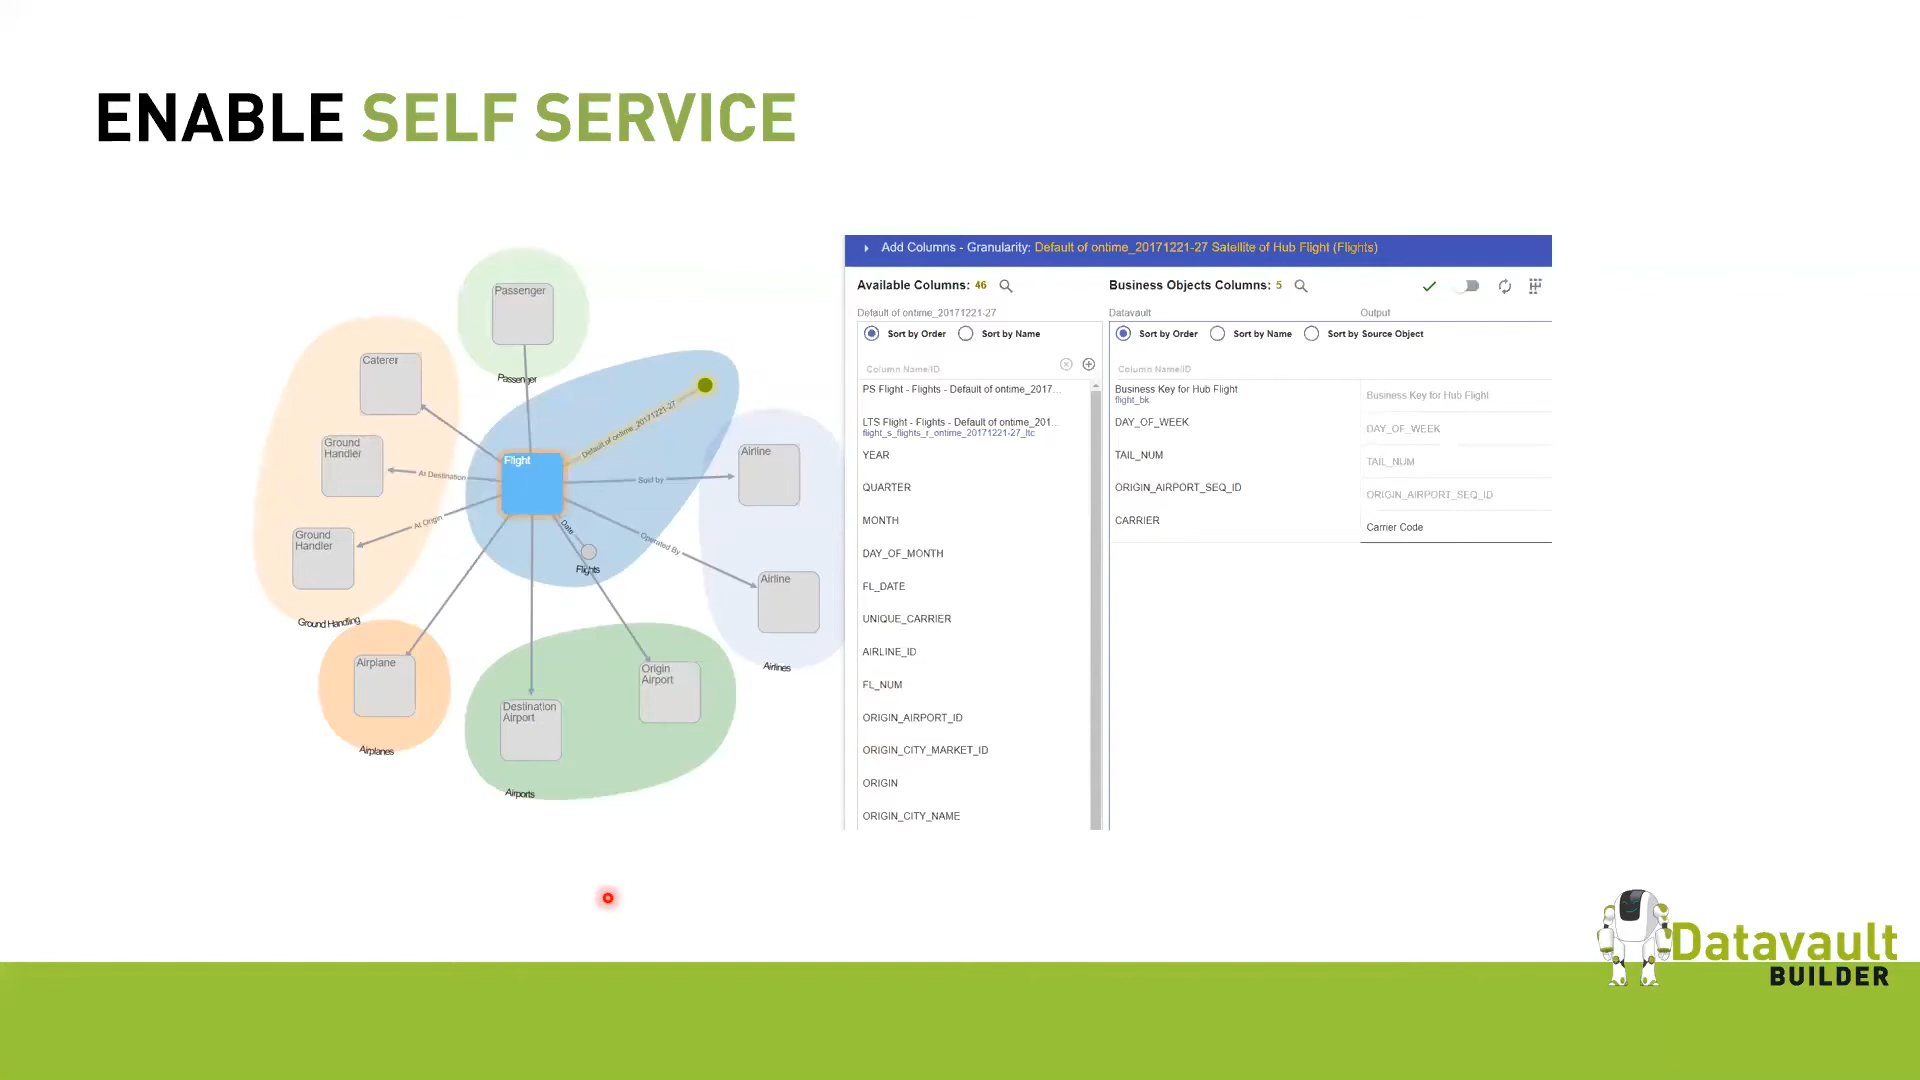 ENABLE SELF SERVICE
Passenger
Passenger
Caterer
Ground
Handler
Ground
Handler
Ground Handling
At Destination
At Origin
Flight
Default of ontime_20171221-27
Sold by
Operated By
Date
Flights
Airline
Airline
Airlines
Airplane
Airplanes
Destination
Airport
Origin
Airport
Airports
Add Columns - Granularity: Default of ontime_20171221-27 Satellite of Hub Flight (Flights)
Available Columns: 46
Default of ontime_20171221-27
Sort by Order Sort by Name
Column Name/ID
PS Flight - Flights - Default of ontime_2017...
LTS Flight - Flights - Default of ontime_201...
flight_s_flights_r_ontime_20171221-27_ltc
YEAR
QUARTER
MONTH
DAY_OF_MONTH
FL_DATE
UNIQUE_CARRIER
AIRLINE_ID
FL_NUM
ORIGIN_AIRPORT_ID
ORIGIN_CITY_MARKET_ID
ORIGIN
ORIGIN_CITY_NAME
Business Objects Columns: 5
Datavault Output
Sort by Order Sort by Name Sort by Source Object
Column Name/ID
Business Key for Hub Flight
flight_bk
Business Key for Hub Flight
DAY_OF_WEEK
DAY_OF_WEEK
TAIL_NUM
TAIL_NUM
ORIGIN_AIRPORT_SEQ_ID
ORIGIN_AIRPORT_SEQ_ID
CARRIER
Carrier Code
Datavault
BUILDER